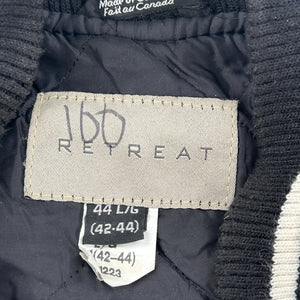 Made in Canada
Fait au Canada
100
RETREAT
44 L/G
(42-44)
(42-44)
1223